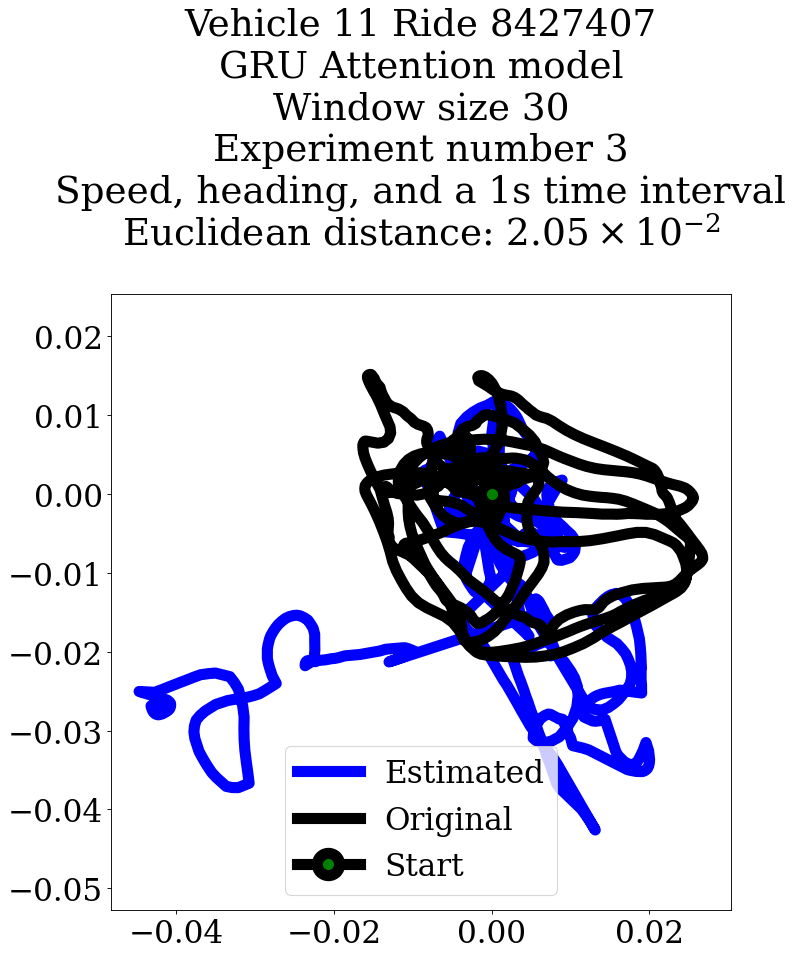 Vehicle 11 Ride 8427407
GRU Attention model
Window size 30
Experiment number 3
Speed, heading, and a 1s time interval
Euclidean distance: 2.05 × 10⁻²
0.02
0.01
0.00
−0.01
−0.02
−0.03
−0.04
−0.05
Estimated
Original
Start
−0.04 −0.02 0.00 0.02